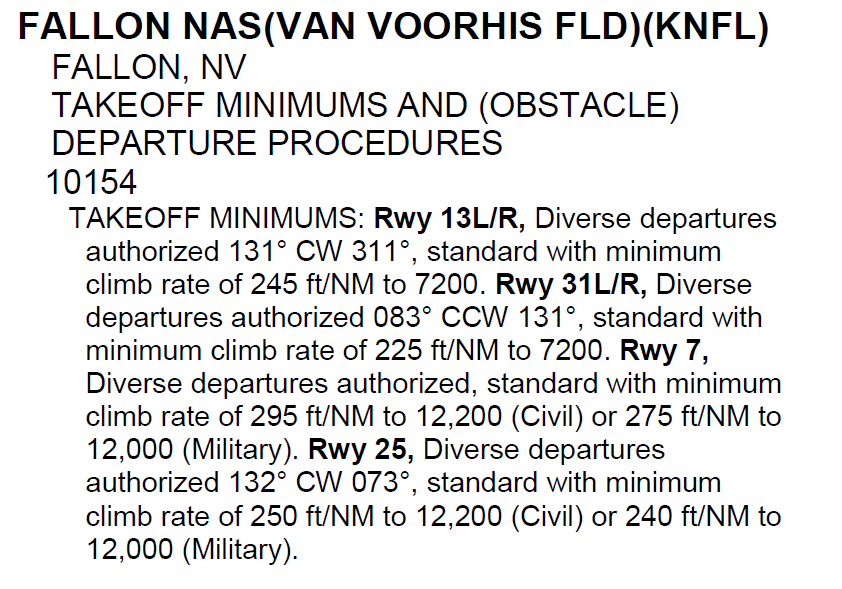 FALLON NAS(VAN VOORHIS FLD)(KNFL)
FALLON, NV
TAKEOFF MINIMUMS AND (OBSTACLE)
DEPARTURE PROCEDURES
10154
TAKEOFF MINIMUMS: Rwy 13L/R, Diverse departures
authorized 131° CW 311°, standard with minimum
climb rate of 245 ft/NM to 7200. Rwy 31L/R, Diverse
departures authorized 083° CCW 131°, standard with
minimum climb rate of 225 ft/NM to 7200. Rwy 7,
Diverse departures authorized, standard with minimum
climb rate of 295 ft/NM to 12,200 (Civil) or 275 ft/NM to
12,000 (Military). Rwy 25, Diverse departures
authorized 132° CW 073°, standard with minimum
climb rate of 250 ft/NM to 12,200 (Civil) or 240 ft/NM to
12,000 (Military).